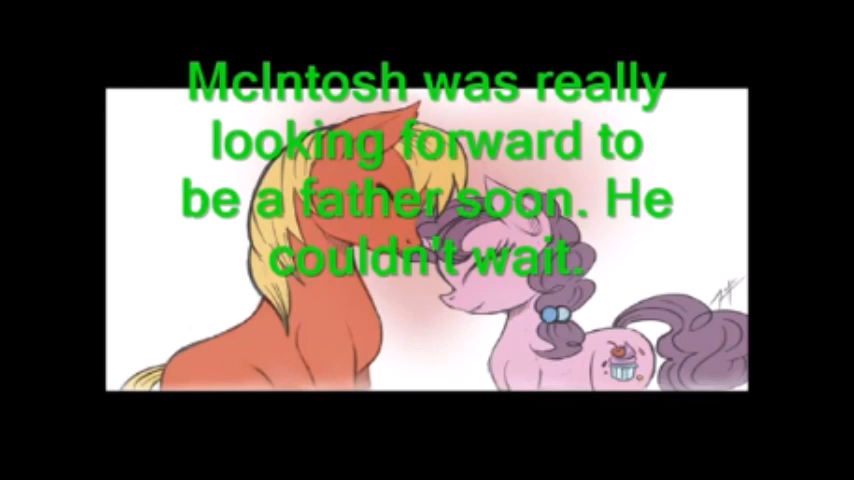 McIntosh was really
looking forward to
be a father soon. He
couldn't wait.